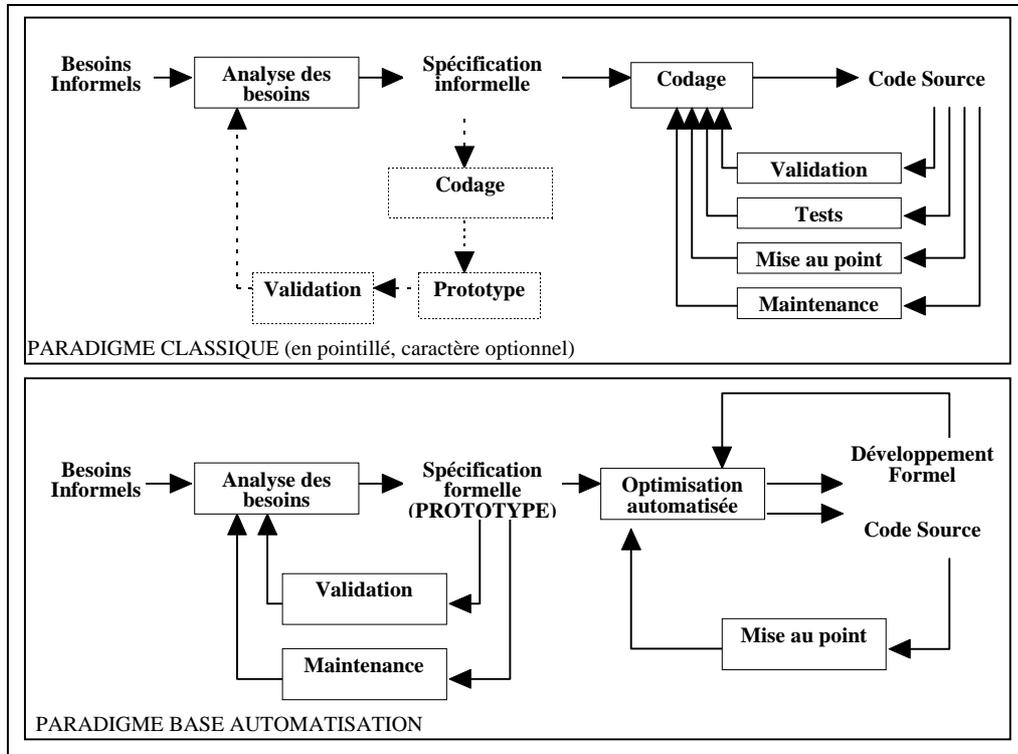 Besoins
Informels
Analyse des
besoins
Spécification
informelle
Codage
Code Source
Validation
Tests
Mise au point
Maintenance
Codage
Prototype
Validation
PARADIGME CLASSIQUE (en pointillé, caractère optionnel)
Besoins
Informels
Analyse des
besoins
Spécification
formelle
(PROTOTYPE)
Optimisation
automatisée
Développement
Formel
Code Source
Validation
Maintenance
Mise au point
PARADIGME BASE AUTOMATISATION